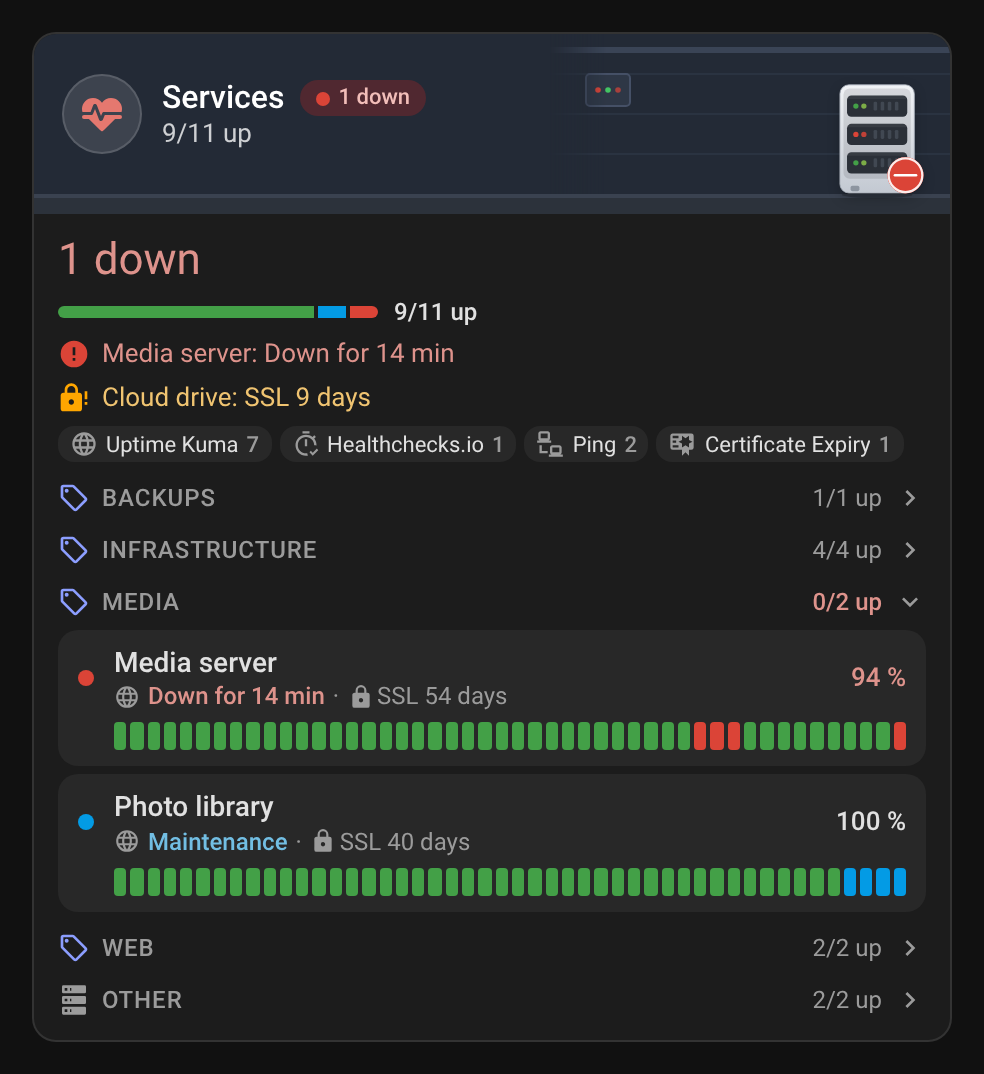 Services 1 down
9/11 up
1 down
9/11 up
Media server: Down for 14 min
Cloud drive: SSL 9 days
Uptime Kuma 7 Healthchecks.io 1 Ping 2 Certificate Expiry 1
BACKUPS 1/1 up
INFRASTRUCTURE 4/4 up
MEDIA 0/2 up
Media server
94 %
Down for 14 min · SSL 54 days
Photo library
100 %
Maintenance · SSL 40 days
WEB 2/2 up
OTHER 2/2 up